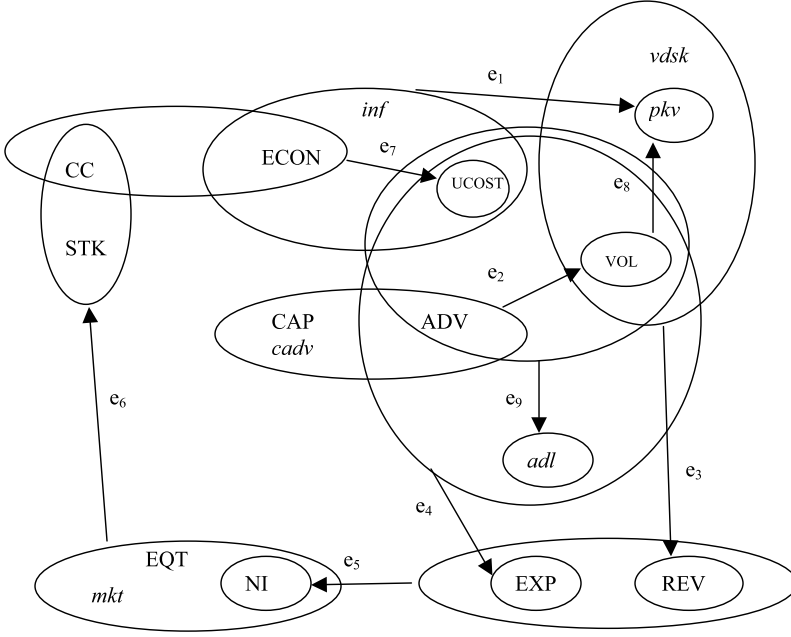 vdsk
e1
inf
pkv
e7
ECON
CC
UCOST
e8
STK
VOL
e2
CAP
ADV
cadv
e6
e9
adl
e3
e4
EQT
e5
NI
EXP
REV
mkt